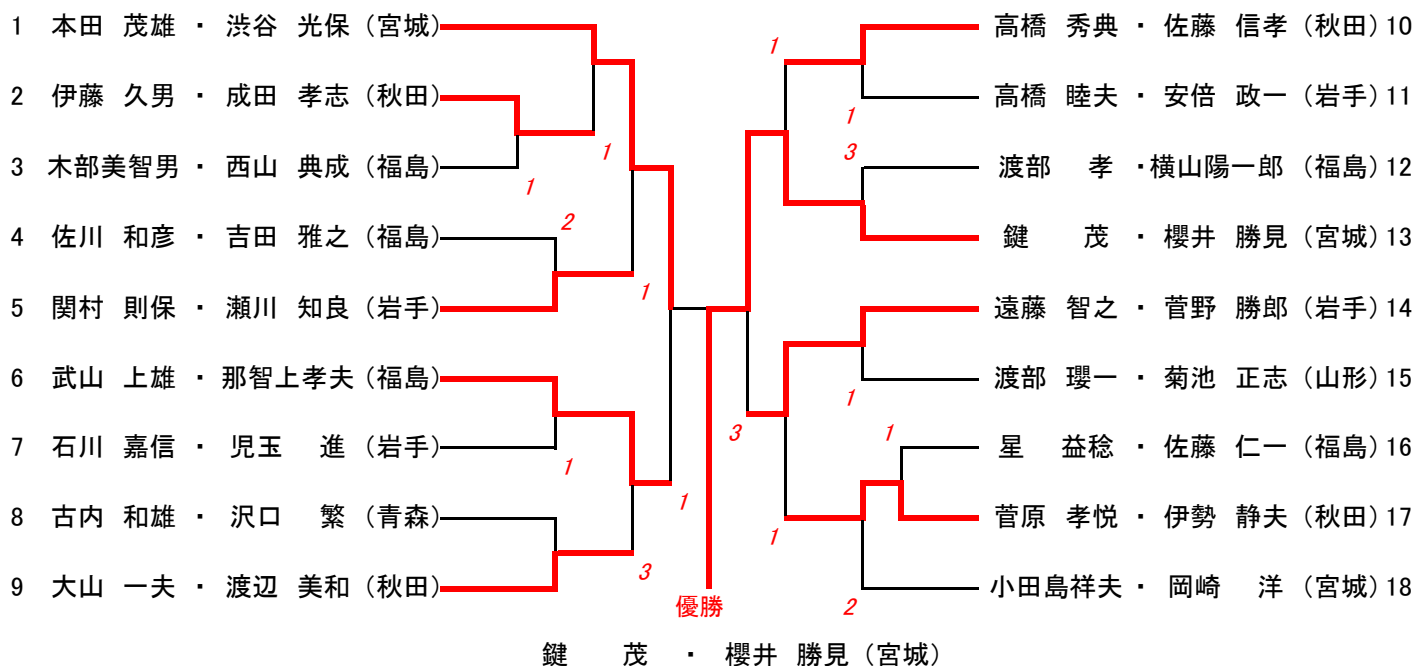 1 本田 茂雄 ・ 渋谷 光保 (宮城)
2 伊藤 久男 ・ 成田 孝志 (秋田)
3 木部美智男 ・ 西山 典成 (福島)
4 佐川 和彦 ・ 吉田 雅之 (福島)
5 関村 則保 ・ 瀬川 知良 (岩手)
6 武山 上雄 ・ 那智上孝夫 (福島)
7 石川 嘉信 ・ 児玉 進 (岩手)
8 古内 和雄 ・ 沢口 繁 (青森)
9 大山 一夫 ・ 渡辺 美和 (秋田)
1
1
2
1
1
1
3
1
1
3
1
3
1
1
2
高橋 秀典 ・ 佐藤 信孝 (秋田) 10
高橋 睦夫 ・ 安倍 政一 (岩手) 11
渡部 孝 ・横山陽一郎 (福島) 12
鍵 茂 ・ 櫻井 勝見 (宮城) 13
遠藤 智之 ・ 菅野 勝郎 (岩手) 14
渡部 瓔一 ・ 菊池 正志 (山形) 15
星 益稔 ・ 佐藤 仁一 (福島) 16
菅原 孝悦 ・ 伊勢 静夫 (秋田) 17
小田島祥夫 ・ 岡崎 洋 (宮城) 18
優勝
鍵 茂 ・ 櫻井 勝見 (宮城)